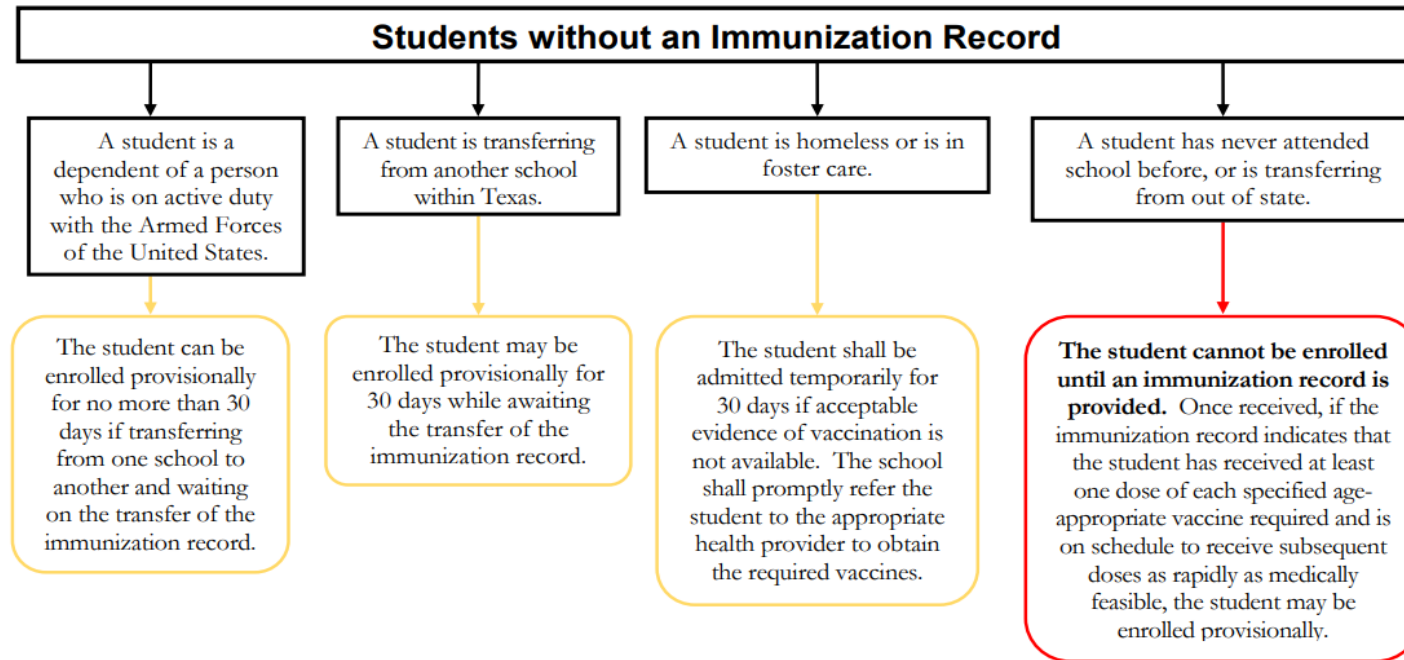 Students without an Immunization Record
A student is a
dependent of a person
who is on active duty
with the Armed Forces
of the United States.
A student is transferring
from another school
within Texas.
A student is homeless or is in
foster care.
A student has never attended
school before, or is transferring
from out of state.
The student can be
enrolled provisionally
for no more than 30
days if transferring
from one school to
another and waiting
on the transfer of the
immunization record.
The student may be
enrolled provisionally for
30 days while awaiting
the transfer of the
immunization record.
The student shall be
admitted temporarily for
30 days if acceptable
evidence of vaccination is
not available.  The school
shall promptly refer the
student to the appropriate
health provider to obtain
the required vaccines.
The student cannot be enrolled
until an immunization record is
provided.  Once received, if the
immunization record indicates that
the student has received at least
one dose of each specified age-
appropriate vaccine required and is
on schedule to receive subsequent
doses as rapidly as medically
feasible, the student may be
enrolled provisionally.